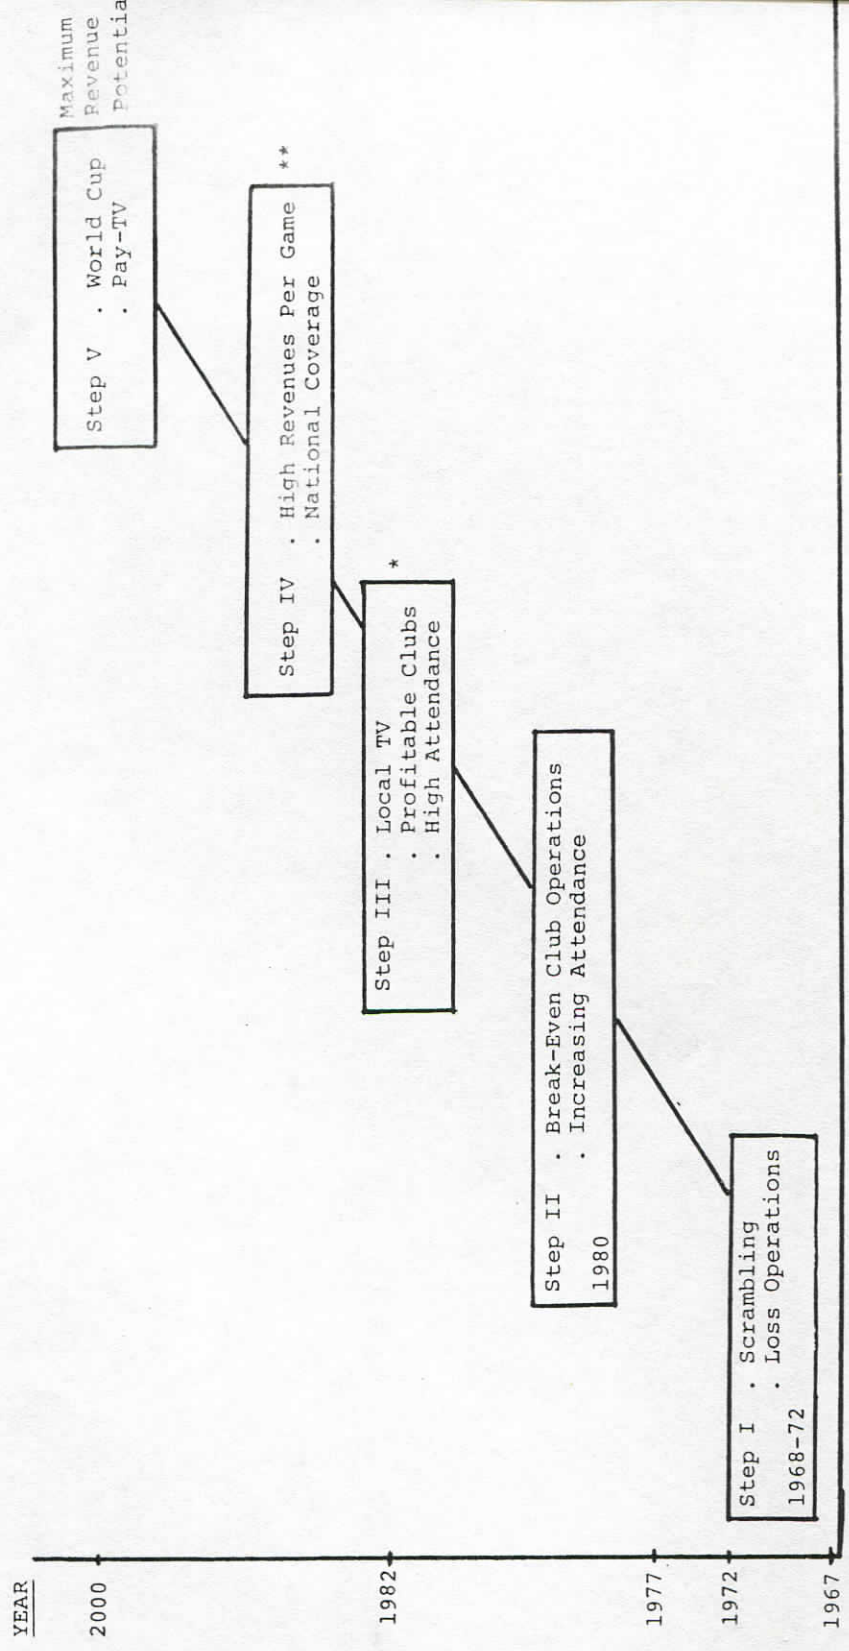 YEAR
2000
1982
1977
1972
1967
Maximum
Revenue
Step V . World Cup
. Pay-TV
Step IV . High Revenues Per Game
. National Coverage
**
Step III . Local TV
. Profitable Clubs
. High Attendance
*
Step II . Break-Even Club Operations
. Increasing Attendance
1980
Step I . Scrambling
. Loss Operations
1968-72